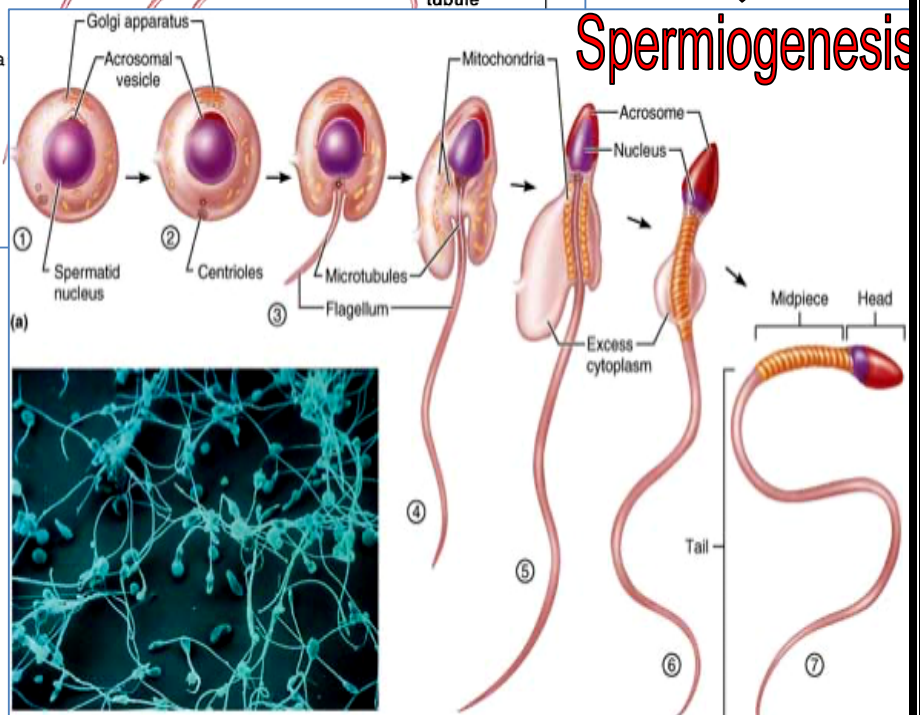 tubule
Spermiogenesis
a
Golgi apparatus
Acrosomal
vesicle
Mitochondria
Acrosome
Nucleus
1
2
Spermatid
nucleus
Centrioles
Microtubules
3
Flagellum
(a)
Excess
cytoplasm
Midpiece
Head
4
5
Tail
6
7